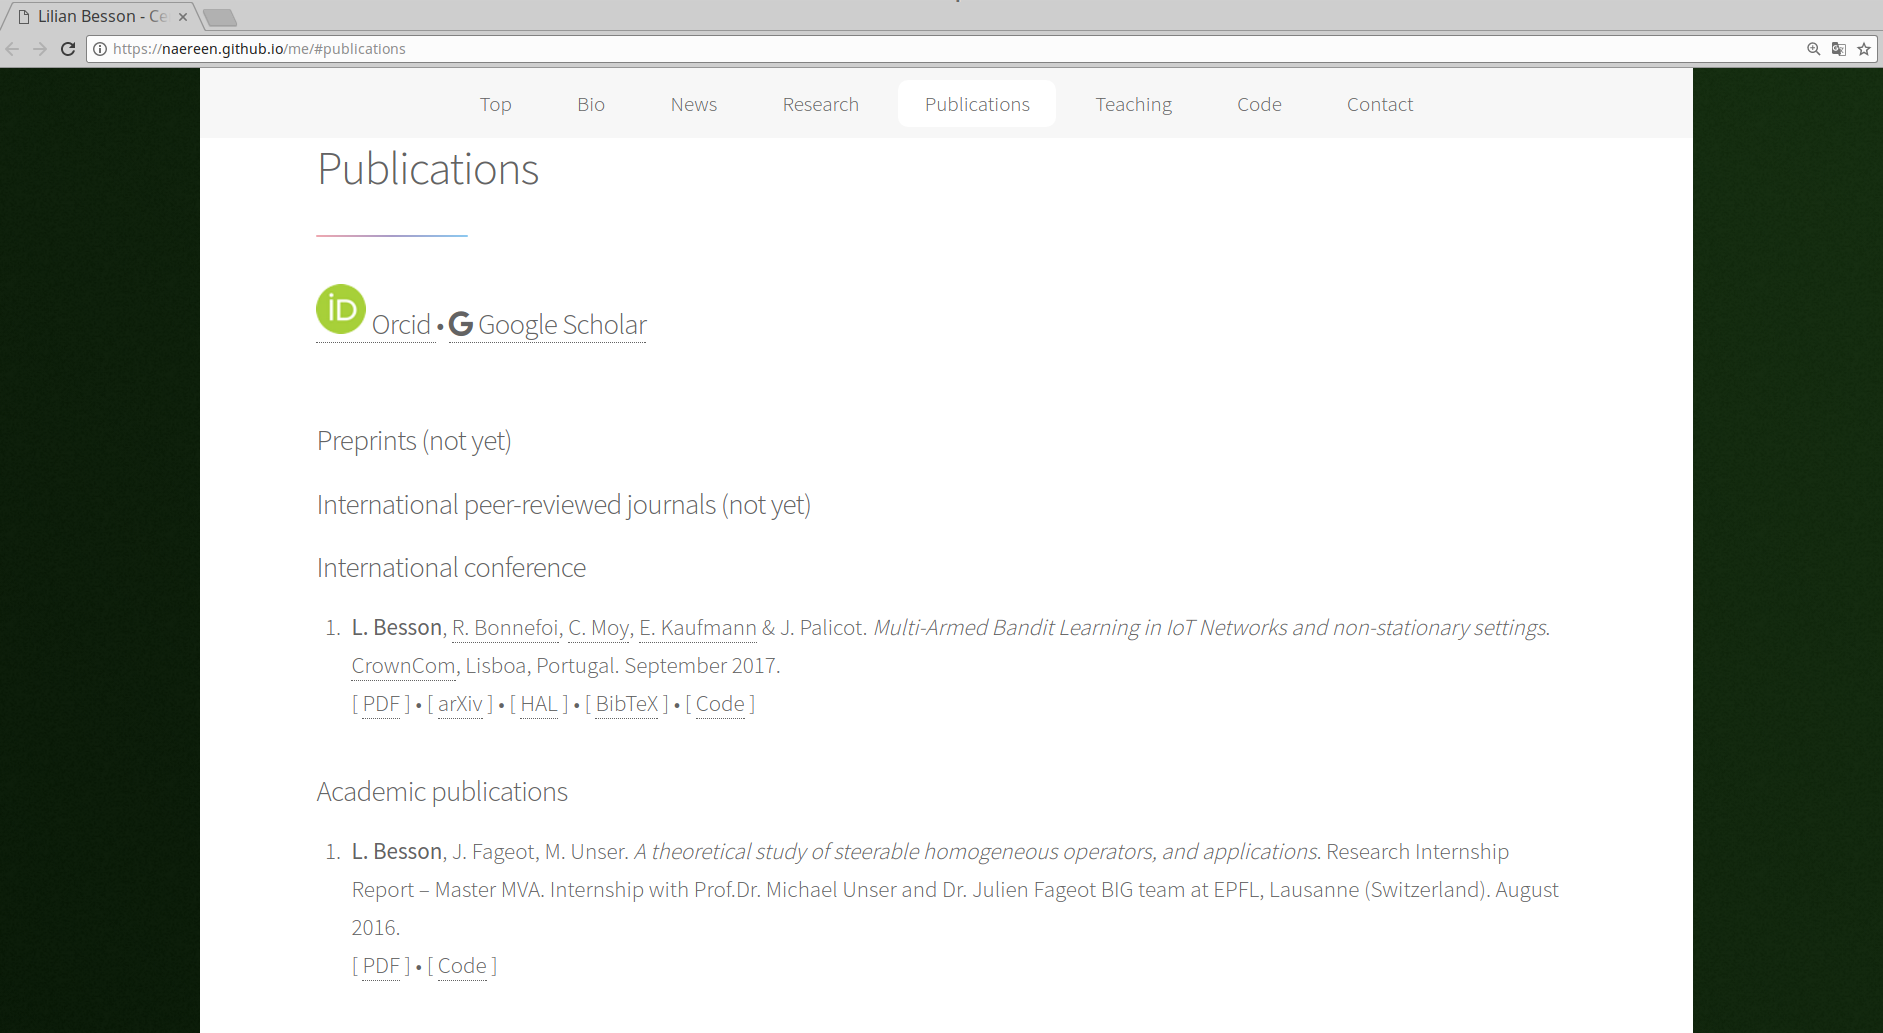 Lilian Besson - Ce
https://naereen.github.io/me/#publications
Top Bio News Research Publications Teaching Code Contact
Publications
iD Orcid • G Google Scholar
Preprints (not yet)
International peer-reviewed journals (not yet)
International conference
1. L. Besson, R. Bonnefoi, C. Moy, E. Kaufmann & J. Palicot. Multi-Armed Bandit Learning in IoT Networks and non-stationary settings.
CrownCom, Lisboa, Portugal. September 2017.
[ PDF ] • [ arXiv ] • [ HAL ] • [ BibTeX ] • [ Code ]
Academic publications
1. L. Besson, J. Fageot, M. Unser. A theoretical study of steerable homogeneous operators, and applications. Research Internship
Report – Master MVA. Internship with Prof.Dr. Michael Unser and Dr. Julien Fageot BIG team at EPFL, Lausanne (Switzerland). August
2016.
[ PDF ] • [ Code ]